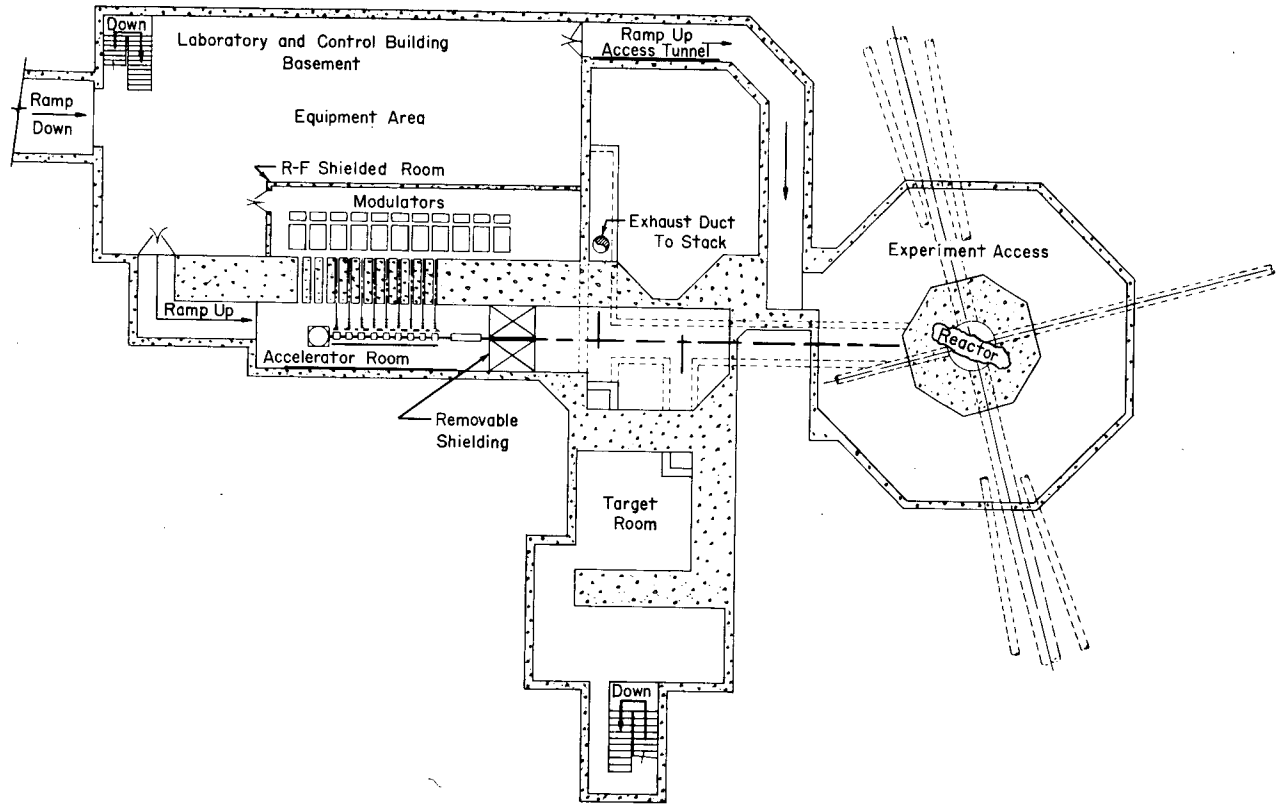 Down
Laboratory and Control Building
Basement
Ramp Up
Access Tunnel
Ramp
Down
Equipment Area
R-F Shielded Room
Modulators
Exhaust Duct
To Stack
Experiment Access
Ramp Up
Reactor
Accelerator Room
Removable
Shielding
Target
Room
Down